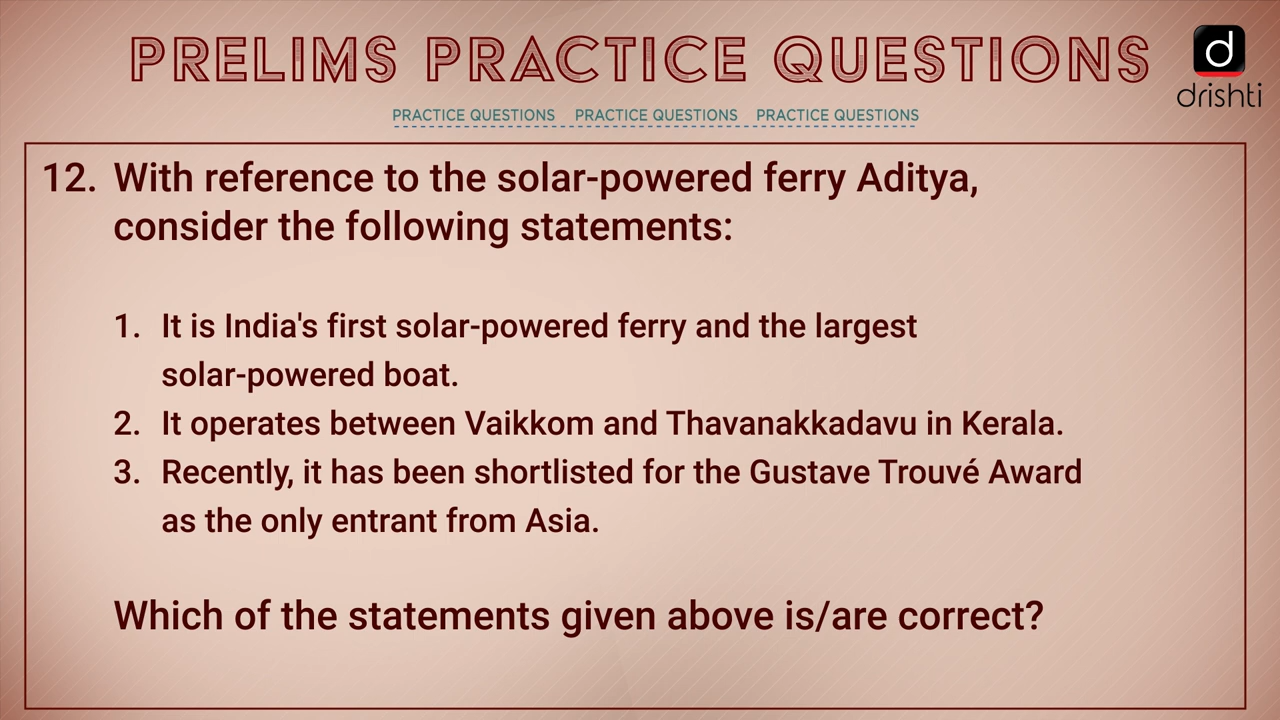 PRELIMS PRACTICE QUESTIONS
d
drishti
PRACTICE QUESTIONS PRACTICE QUESTIONS PRACTICE QUESTIONS
12. With reference to the solar-powered ferry Aditya,
consider the following statements:
1. It is India's first solar-powered ferry and the largest
solar-powered boat.
2. It operates between Vaikkom and Thavanakkadavu in Kerala.
3. Recently, it has been shortlisted for the Gustave Trouvé Award
as the only entrant from Asia.
Which of the statements given above is/are correct?